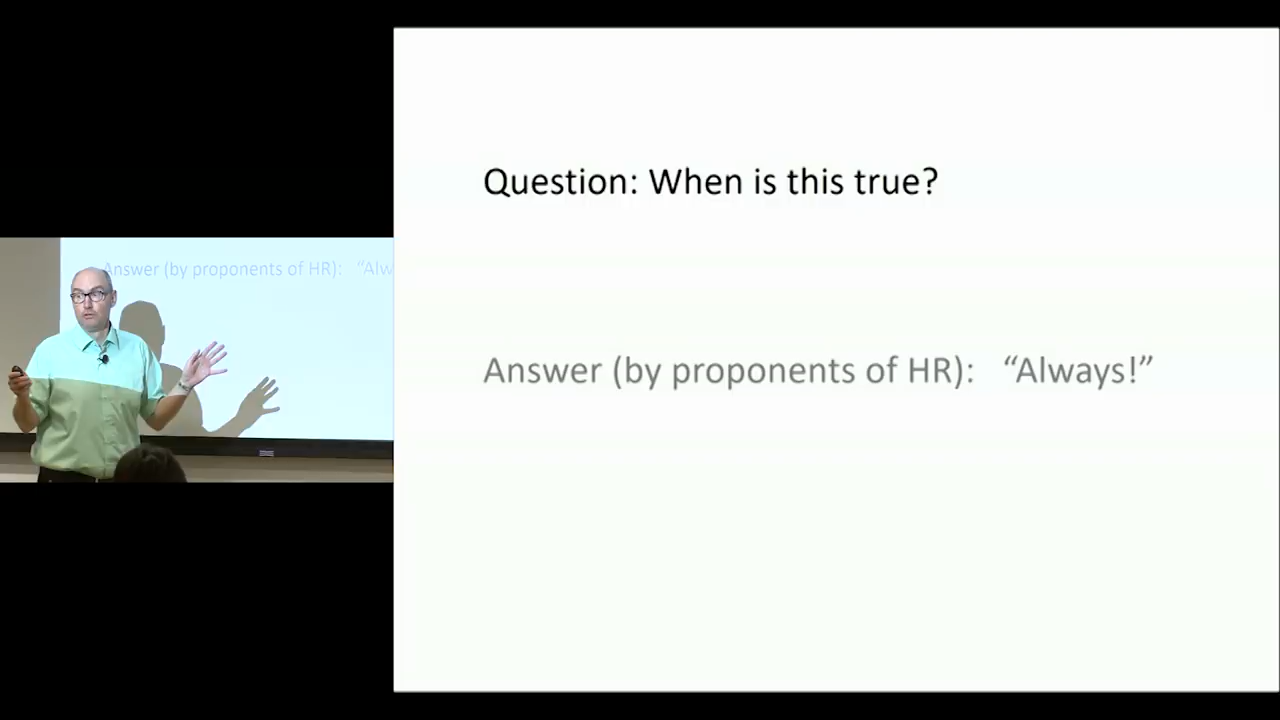 Question: When is this true?
Answer (by proponents of HR): “Always!”
Answer (by proponents of HR): “Alw